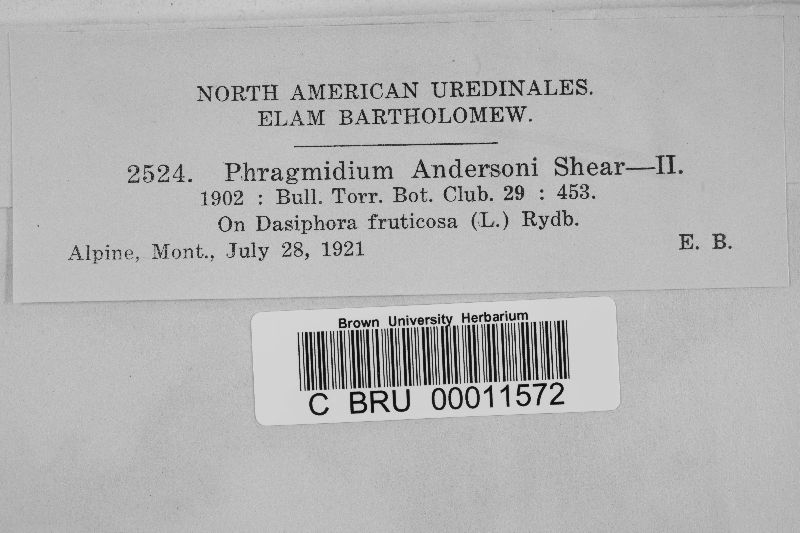 NORTH AMERICAN UREDINALES.
ELAM BARTHOLOMEW.
2524. Phragmidium Andersoni Shear—II.
1902 : Bull. Torr. Bot. Club. 29 : 453.
On Dasiphora fruticosa (L.) Rydb.
Alpine, Mont., July 28, 1921 E. B.
Brown University Herbarium
C BRU 00011572